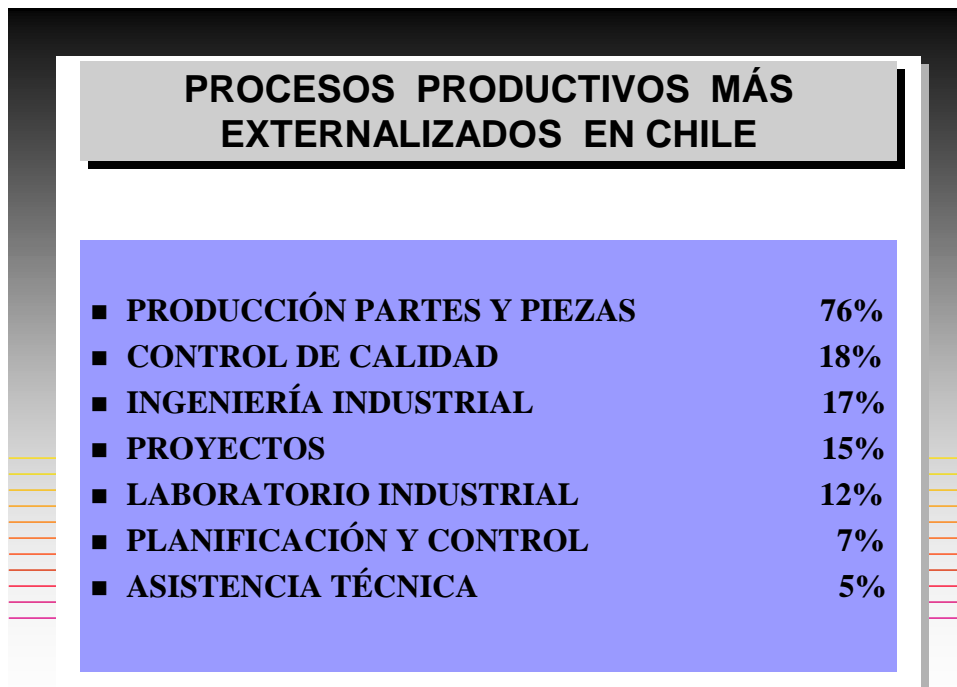 PROCESOS PRODUCTIVOS MÁS
EXTERNALIZADOS EN CHILE
■ PRODUCCIÓN PARTES Y PIEZAS 76%
■ CONTROL DE CALIDAD 18%
■ INGENIERÍA INDUSTRIAL 17%
■ PROYECTOS 15%
■ LABORATORIO INDUSTRIAL 12%
■ PLANIFICACIÓN Y CONTROL 7%
■ ASISTENCIA TÉCNICA 5%